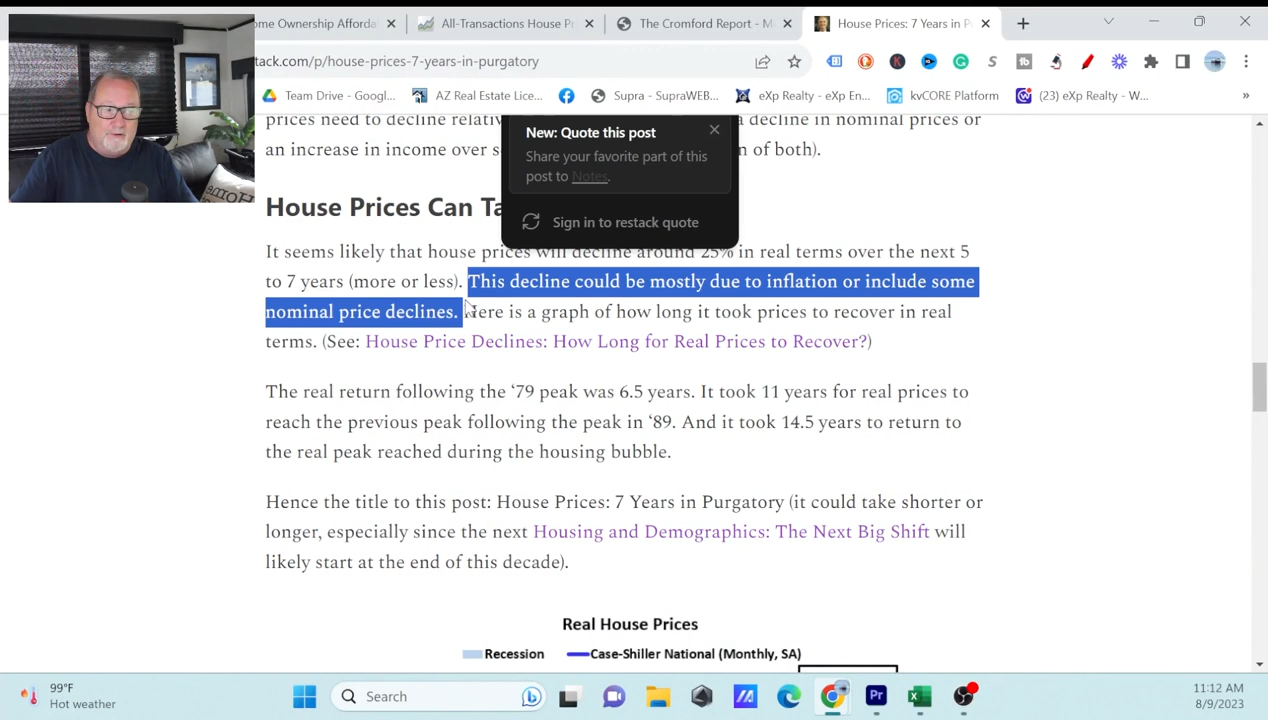 ome Ownership Afforda
All-Transactions House Pr
The Cromford Report - Mi
House Prices: 7 Years in P
tack.com/p/house-prices-7-years-in-purgatory
Team Drive - Googl...
AZ Real Estate Lice...
Supra - SupraWEB...
eXp Realty - eXp En...
kvCORE Platform
(23) eXp Realty - W...
prices need to decline relativ
a decline in nominal prices or
an increase in income over s
n of both).
New: Quote this post
Share your favorite part of this
post to Notes.
Sign in to restack quote
House Prices Can Ta
It seems likely that house prices will decline around 25% in real terms over the next 5
to 7 years (more or less). This decline could be mostly due to inflation or include some
nominal price declines. Here is a graph of how long it took prices to recover in real
terms. (See: House Price Declines: How Long for Real Prices to Recover?)
The real return following the ‘79 peak was 6.5 years. It took 11 years for real prices to
reach the previous peak following the peak in ‘89. And it took 14.5 years to return to
the real peak reached during the housing bubble.
Hence the title to this post: House Prices: 7 Years in Purgatory (it could take shorter or
longer, especially since the next Housing and Demographics: The Next Big Shift will
likely start at the end of this decade).
Real House Prices
Recession
Case-Shiller National (Monthly, SA)
99°F
Hot weather
Search
11:12 AM
8/9/2023